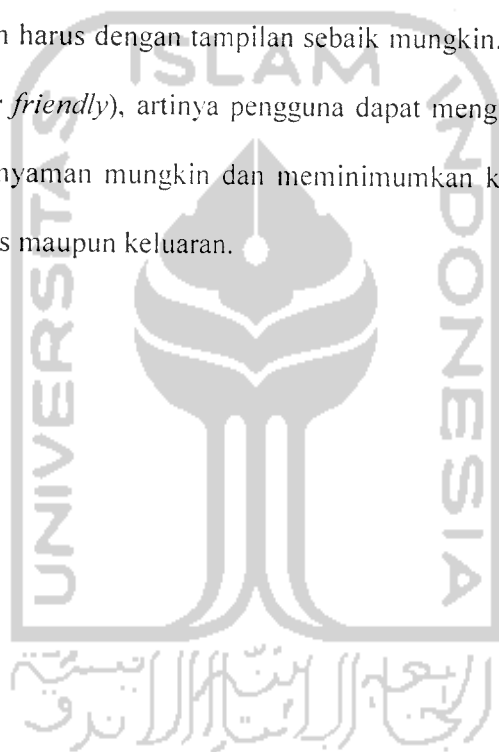 n harus dengan tampilan sebaik mungkin.
friendly), artinya pengguna dapat meng
nyaman mungkin dan meminimumkan k
s maupun keluaran.
ISLAM
UNIVERSITAS
INDONESIA